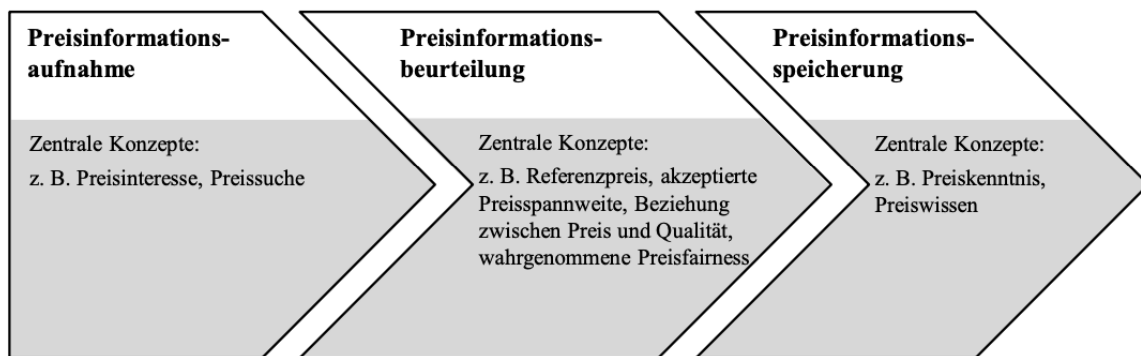 Preisinformations-
aufnahme
Zentrale Konzepte:
z. B. Preisinteresse, Preissuche
Preisinformations-
beurteilung
Zentrale Konzepte:
z. B. Referenzpreis, akzeptierte
Preisspannweite, Beziehung
zwischen Preis und Qualität,
wahrgenommene Preisfairness
Preisinformations-
speicherung
Zentrale Konzepte:
z. B. Preiskenntnis,
Preiswissen